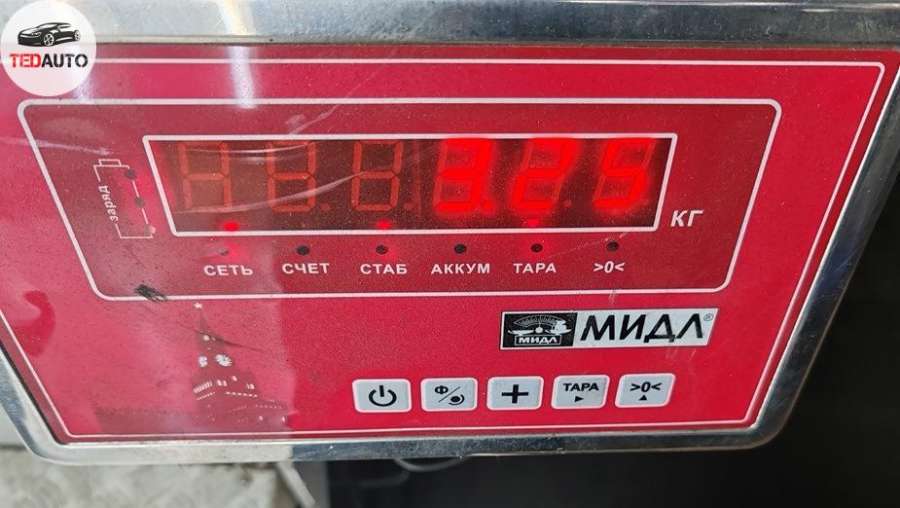 TEDAUTO
заряд
3.25
КГ
СЕТЬ СЧЕТ СТАБ АККУМ ТАРА >0<
МИДЛ МИДЛ®
Ф/ + ТАРА >0<